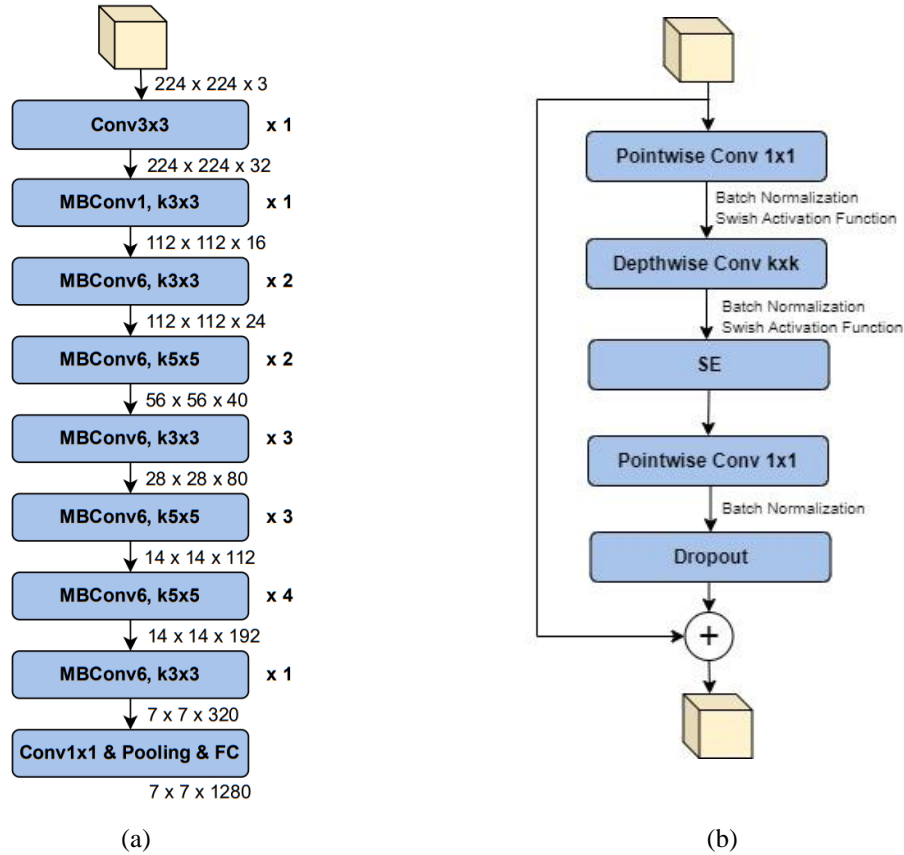 224 x 224 x 3
Conv3x3 x 1
224 x 224 x 32
MBConv1, k3x3 x 1
112 x 112 x 16
MBConv6, k3x3 x 2
112 x 112 x 24
MBConv6, k5x5 x 2
56 x 56 x 40
MBConv6, k3x3 x 3
28 x 28 x 80
MBConv6, k5x5 x 3
14 x 14 x 112
MBConv6, k5x5 x 4
14 x 14 x 192
MBConv6, k3x3 x 1
7 x 7 x 320
Conv1x1 & Pooling & FC
7 x 7 x 1280
(a)
Pointwise Conv 1x1
Batch Normalization
Swish Activation Function
Depthwise Conv kxk
Batch Normalization
Swish Activation Function
SE
Pointwise Conv 1x1
Batch Normalization
Dropout
+
(b)